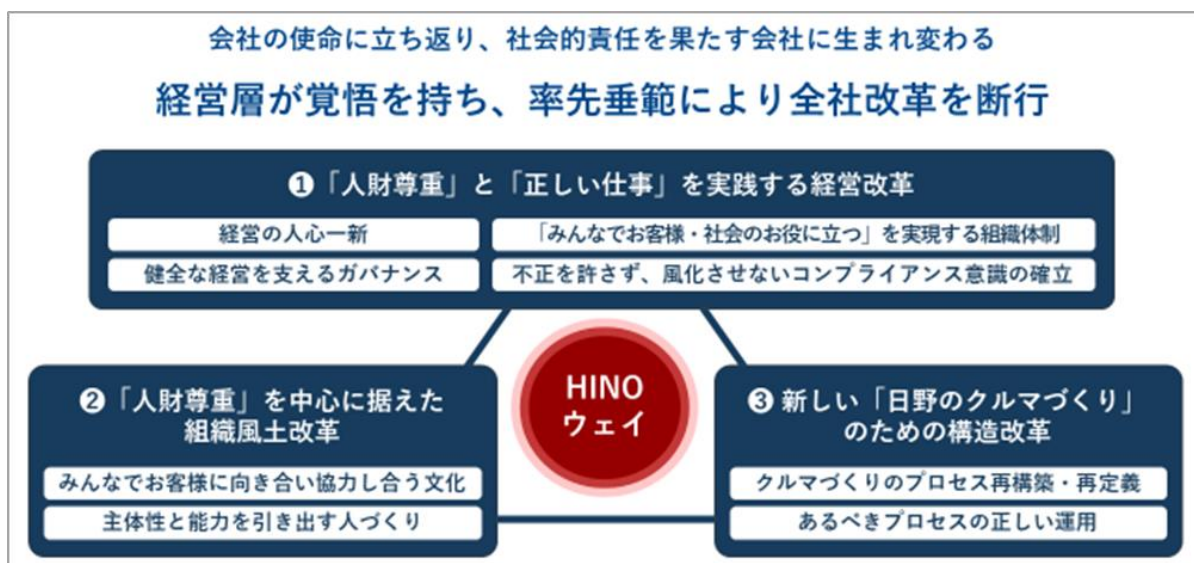 会社の使命に立ち返り、社会的責任を果たす会社に生まれ変わる
経営層が覚悟を持ち、率先垂範により全社改革を断行
❶「人財尊重」と「正しい仕事」を実践する経営改革
経営の人心一新
「みんなでお客様・社会のお役に立つ」を実現する組織体制
健全な経営を支えるガバナンス
不正を許さず、風化させないコンプライアンス意識の確立
HINO
ウェイ
❷「人財尊重」を中心に据えた
組織風土改革
みんなでお客様に向き合い協力し合う文化
主体性と能力を引き出す人づくり
❸新しい「日野のクルマづくり」
のための構造改革
クルマづくりのプロセス再構築・再定義
あるべきプロセスの正しい運用